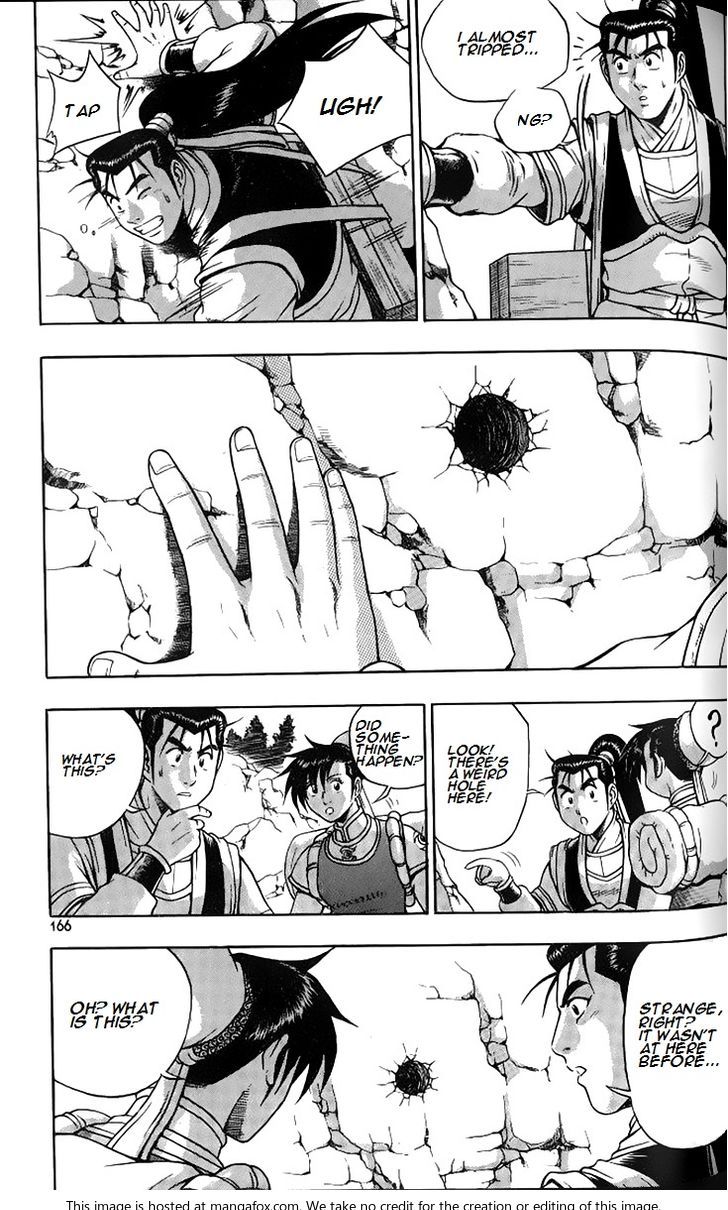 TAP
UGH!
I ALMOST
TRIPPED...
NG?
WHAT'S
THIS?
DID
SOME-
THING
HAPPEN?
LOOK!
THERE'S
A WEIRD
HOLE
HERE!
?
166
OH? WHAT
IS THIS?
STRANGE,
RIGHT?
IT WASN'T
AT HERE
BEFORE...
This image is hosted at mangafox.com. We take no credit for the creation or editing of this image.